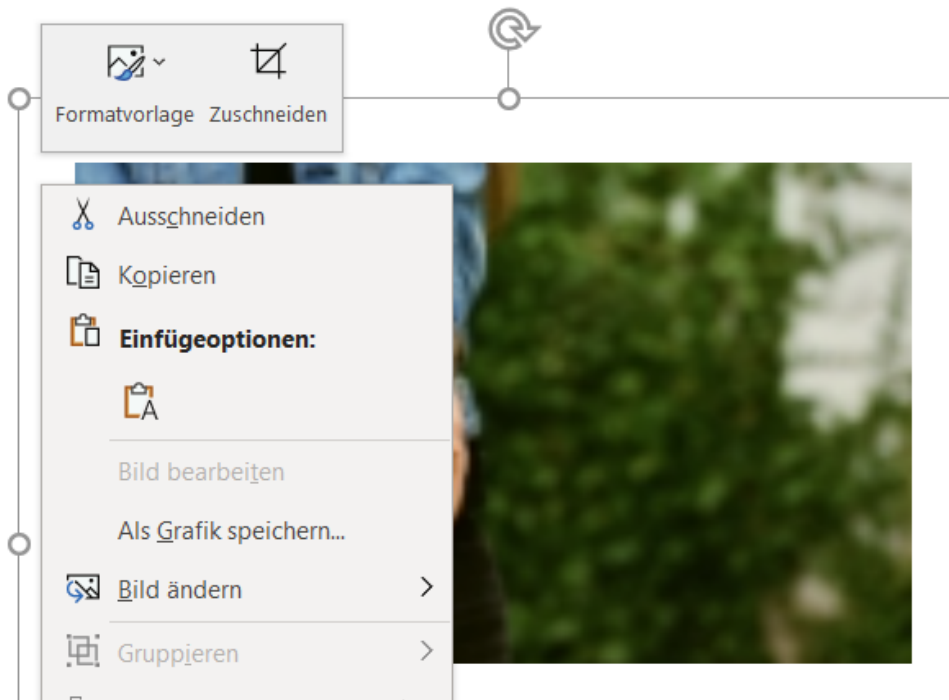 Formatvorlage Zuschneiden
Ausschneiden
Kopieren
Einfügeoptionen:
A
Bild bearbeiten
Als Grafik speichern...
Bild ändern
Gruppieren